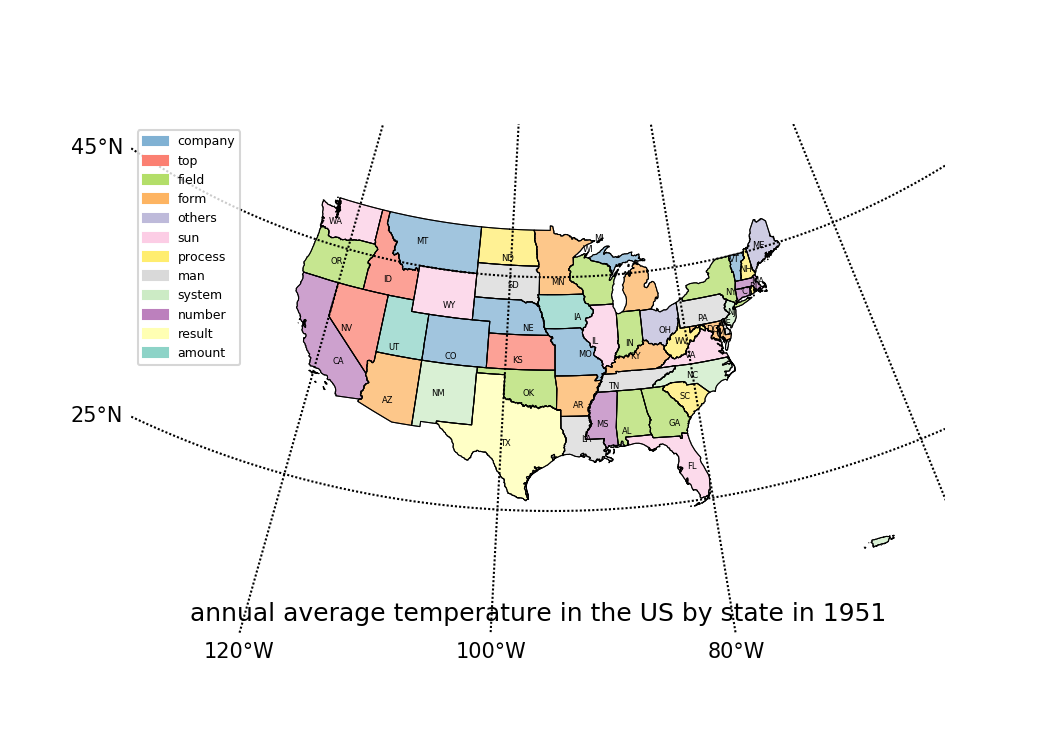 45°N
company
top
field
form
others
sun
process
man
system
number
result
amount
25°N
WA
OR
CA
ID
NV
MT
WY
UT
AZ
CO
NM
ND
SD
NE
KS
OK
TX
MN
IA
MO
AR
LA
WI
MI
IL
IN
KY
TN
MS
AL
OH
WV
VA
NC
SC
GA
FL
PA
NY
VT
NH
ME
annual average temperature in the US by state in 1951
120°W
100°W
80°W